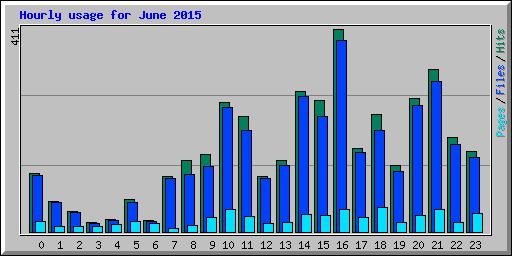 Hourly usage for June 2015
411
Pages/Files/Hits
0 1 2 3 4 5 6 7 8 9 10 11 12 13 14 15 16 17 18 19 20 21 22 23